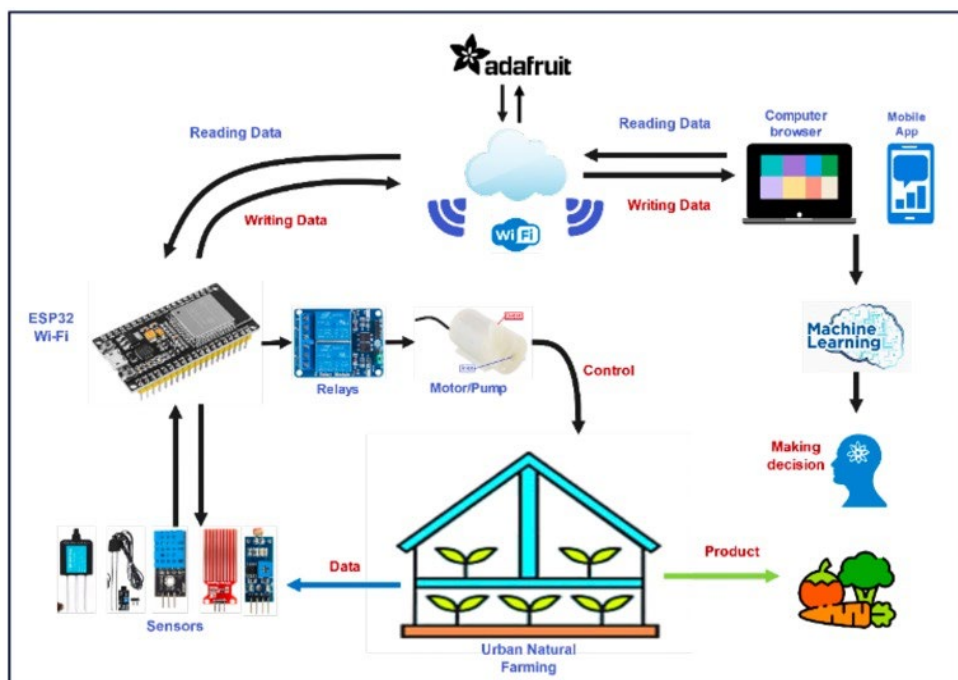 adafruit
Reading Data
Writing Data
Reading Data
Writing Data
Computer
browser
Mobile
App
WiFi
ESP32
Wi-Fi
Relays
Motor/Pump
Control
Machine
Learning
Making
decision
Data
Product
Sensors
Urban Natural
Farming